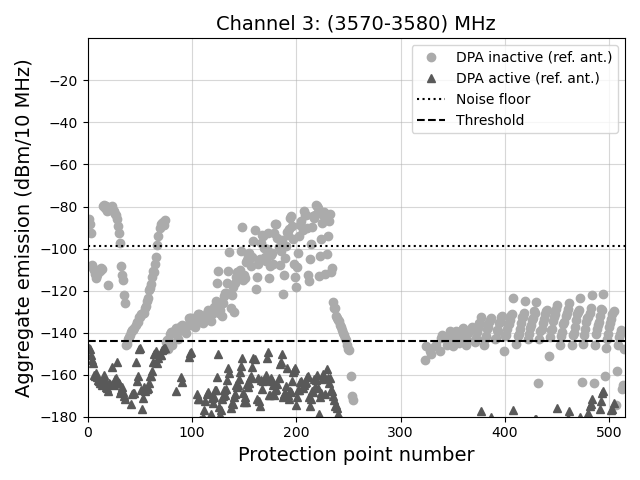 Channel 3: (3570-3580) MHz
DPA inactive (ref. ant.)
DPA active (ref. ant.)
Noise floor
Threshold
Aggregate emission (dBm/10 MHz)
−20
−40
−60
−80
−100
−120
−140
−160
−180
0 100 200 300 400 500
Protection point number